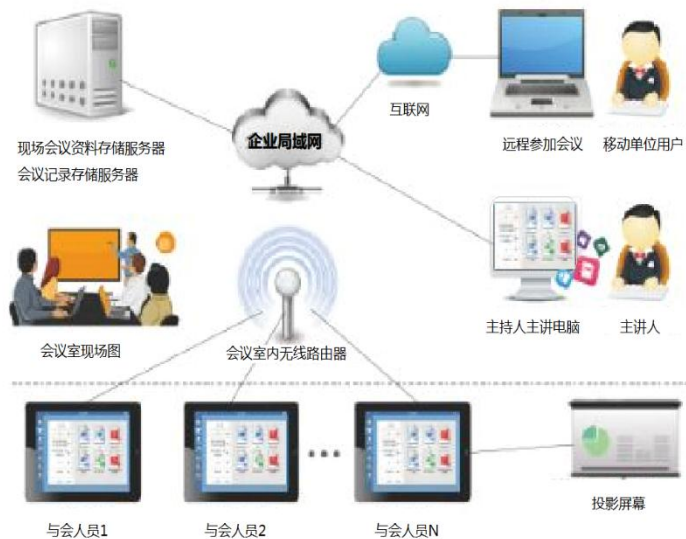 互联网
企业局域网
现场会议资料存储服务器
会议记录存储服务器
远程参加会议
移动单位用户
主持人主讲电脑
主讲人
会议室现场图
会议室内无线路由器
投影屏幕
与会人员1
与会人员2
与会人员N